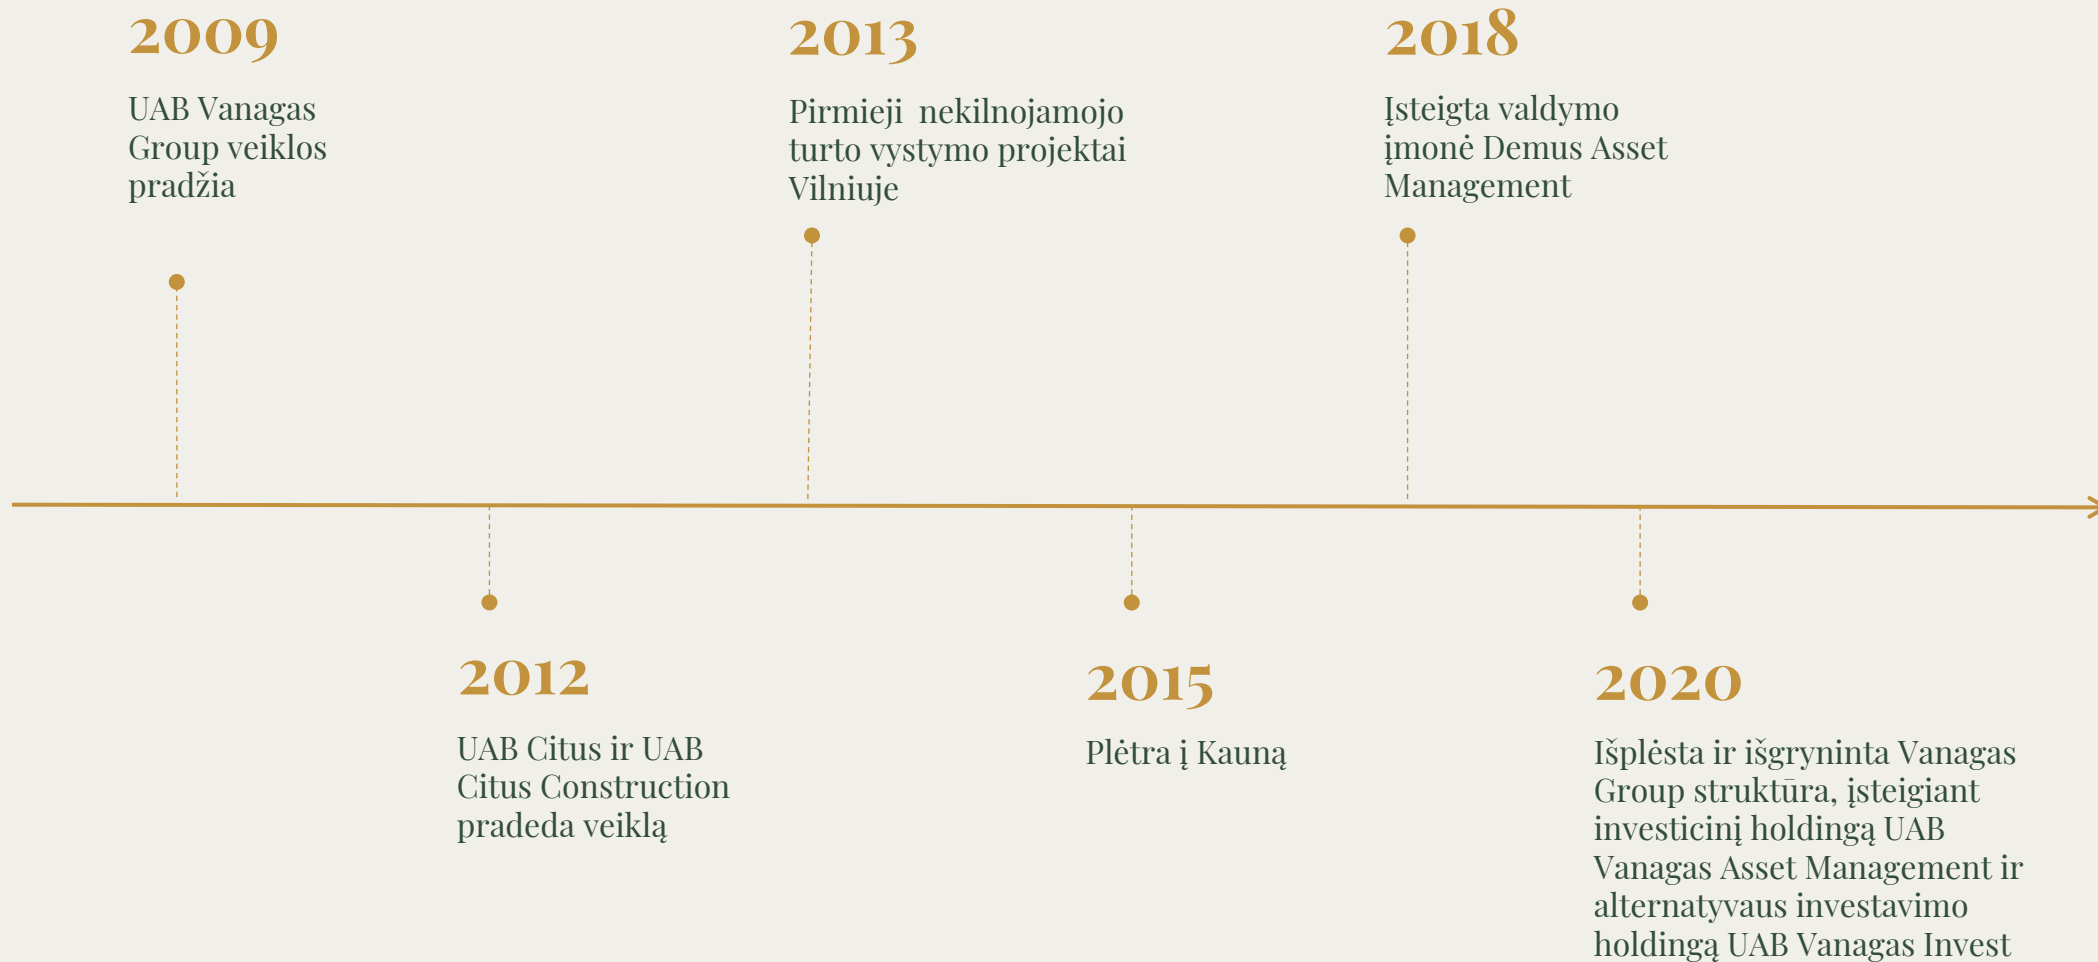 2009
UAB Vanagas
Group veiklos
pradžia
2013
Pirmieji  nekilnojamojo
turto vystymo projektai
Vilniuje
2018
Įsteigta valdymo
įmonė Demus Asset
Management
2012
UAB Citus ir UAB
Citus Construction
pradeda veiklą
2015
Plėtra į Kauną
2020
Išplėsta ir išgryninta Vanagas
Group struktūra, įsteigiant
investicinį holdingą UAB
Vanagas Asset Management ir
alternatyvaus investavimo
holdingą UAB Vanagas Invest